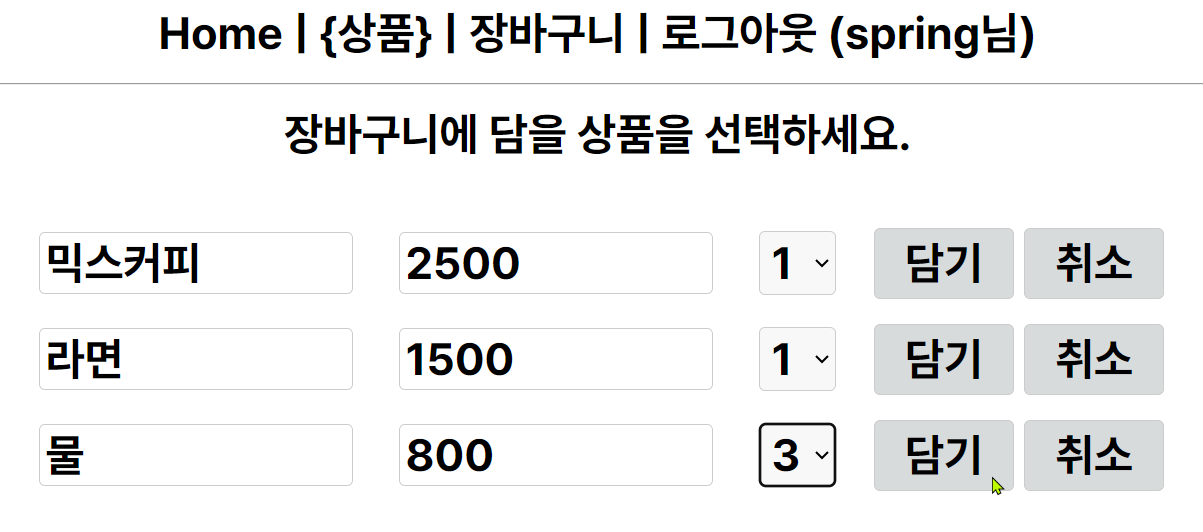 Home | {상품} | 장바구니 | 로그아웃 (spring님)
장바구니에 담을 상품을 선택하세요.
믹스커피 2500 1 담기 취소
라면 1500 1 담기 취소
물 800 3 담기 취소